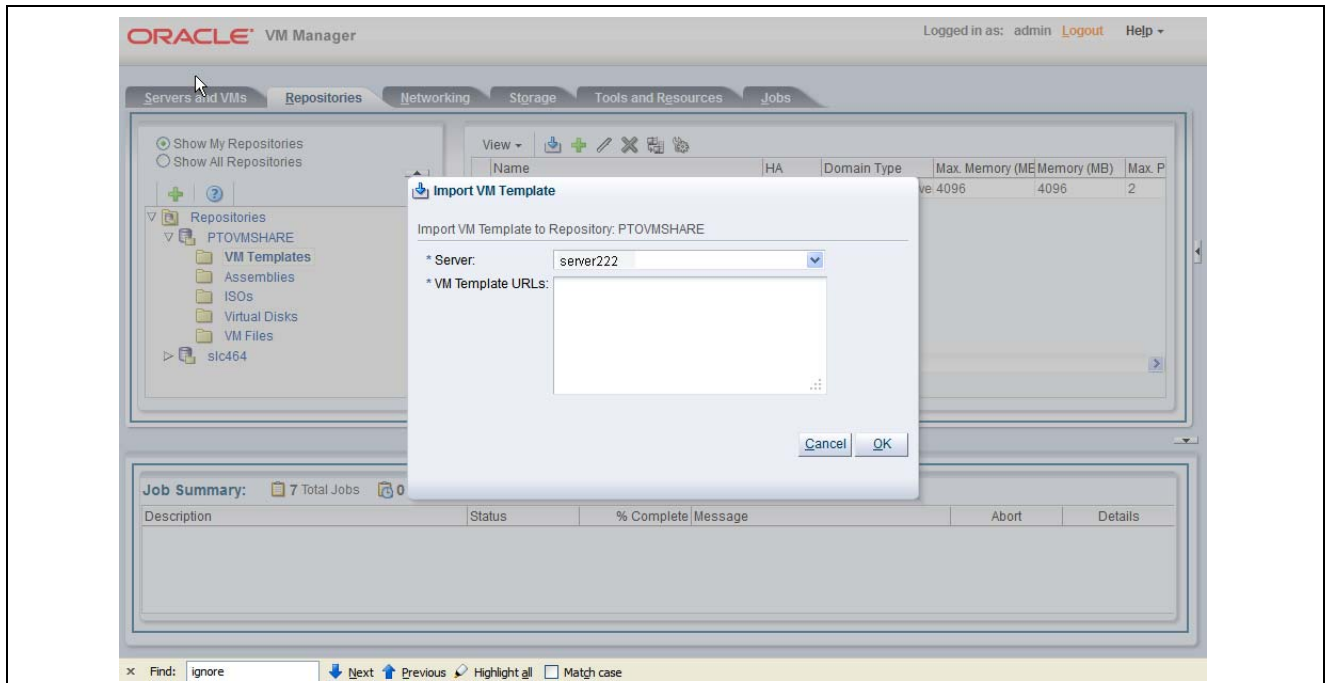 ORACLE VM Manager
Logged in as: admin Logout Help
Servers and VMs Repositories Networking Storage Tools and Resources Jobs
Show My Repositories
Show All Repositories
View
Name HA Domain Type Max. Memory (ME Memory (MB) Max. P
ve 4096 4096 2
Repositories
PTOVMSHARE
VM Templates
Assemblies
ISOs
Virtual Disks
VM Files
slc464
Import VM Template
Import VM Template to Repository: PTOVMSHARE
* Server: server222
* VM Template URLs:
Cancel OK
Job Summary: 7 Total Jobs 0
Description Status % Complete Message Abort Details
× Find: ignore Next Previous Highlight all Match case